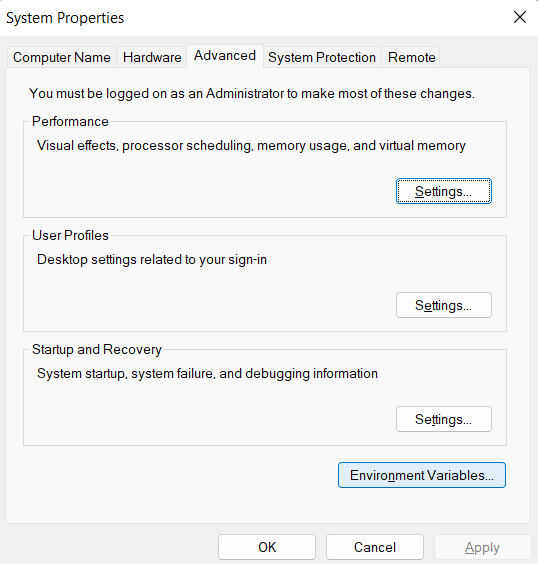 System Properties
Computer Name Hardware Advanced System Protection Remote
You must be logged on as an Administrator to make most of these changes.
Performance
Visual effects, processor scheduling, memory usage, and virtual memory
Settings...
User Profiles
Desktop settings related to your sign-in
Settings...
Startup and Recovery
System startup, system failure, and debugging information
Settings...
Environment Variables...
OK Cancel Apply